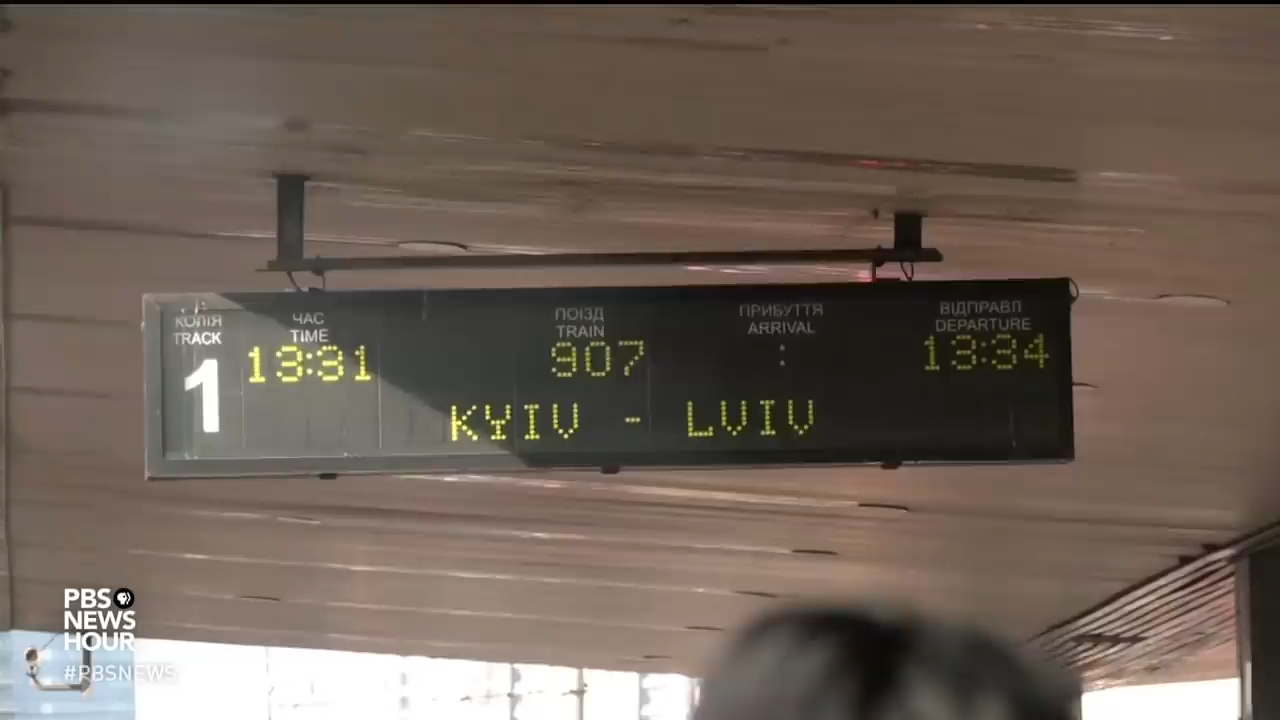 КОЛІЯ ЧАС ПОЇЗД ПРИБУТТЯ ВІДПРАВЛ
TRACK TIME TRAIN ARRIVAL DEPARTURE
1 13:31 907 : 13:34
KYIV - LVIV
PBS
NEWS
HOUR
#PBSNEWS